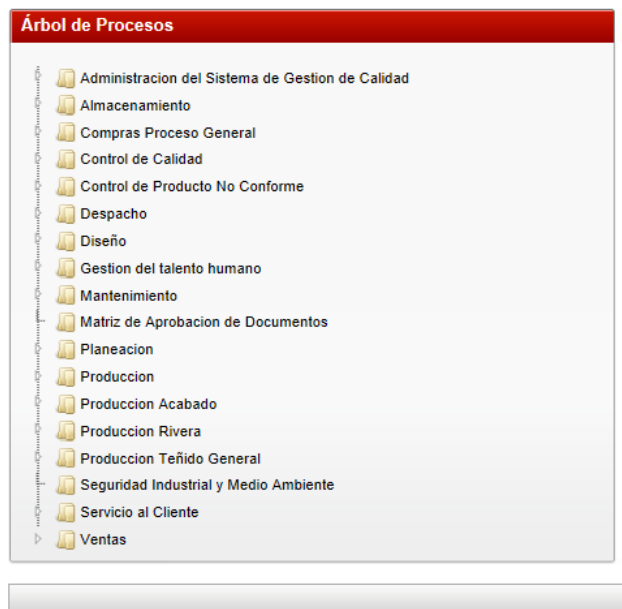 Árbol de Procesos
Administracion del Sistema de Gestion de Calidad
Almacenamiento
Compras Proceso General
Control de Calidad
Control de Producto No Conforme
Despacho
Diseño
Gestion del talento humano
Mantenimiento
Matriz de Aprobacion de Documentos
Planeacion
Produccion
Produccion Acabado
Produccion Rivera
Produccion Teñido General
Seguridad Industrial y Medio Ambiente
Servicio al Cliente
Ventas